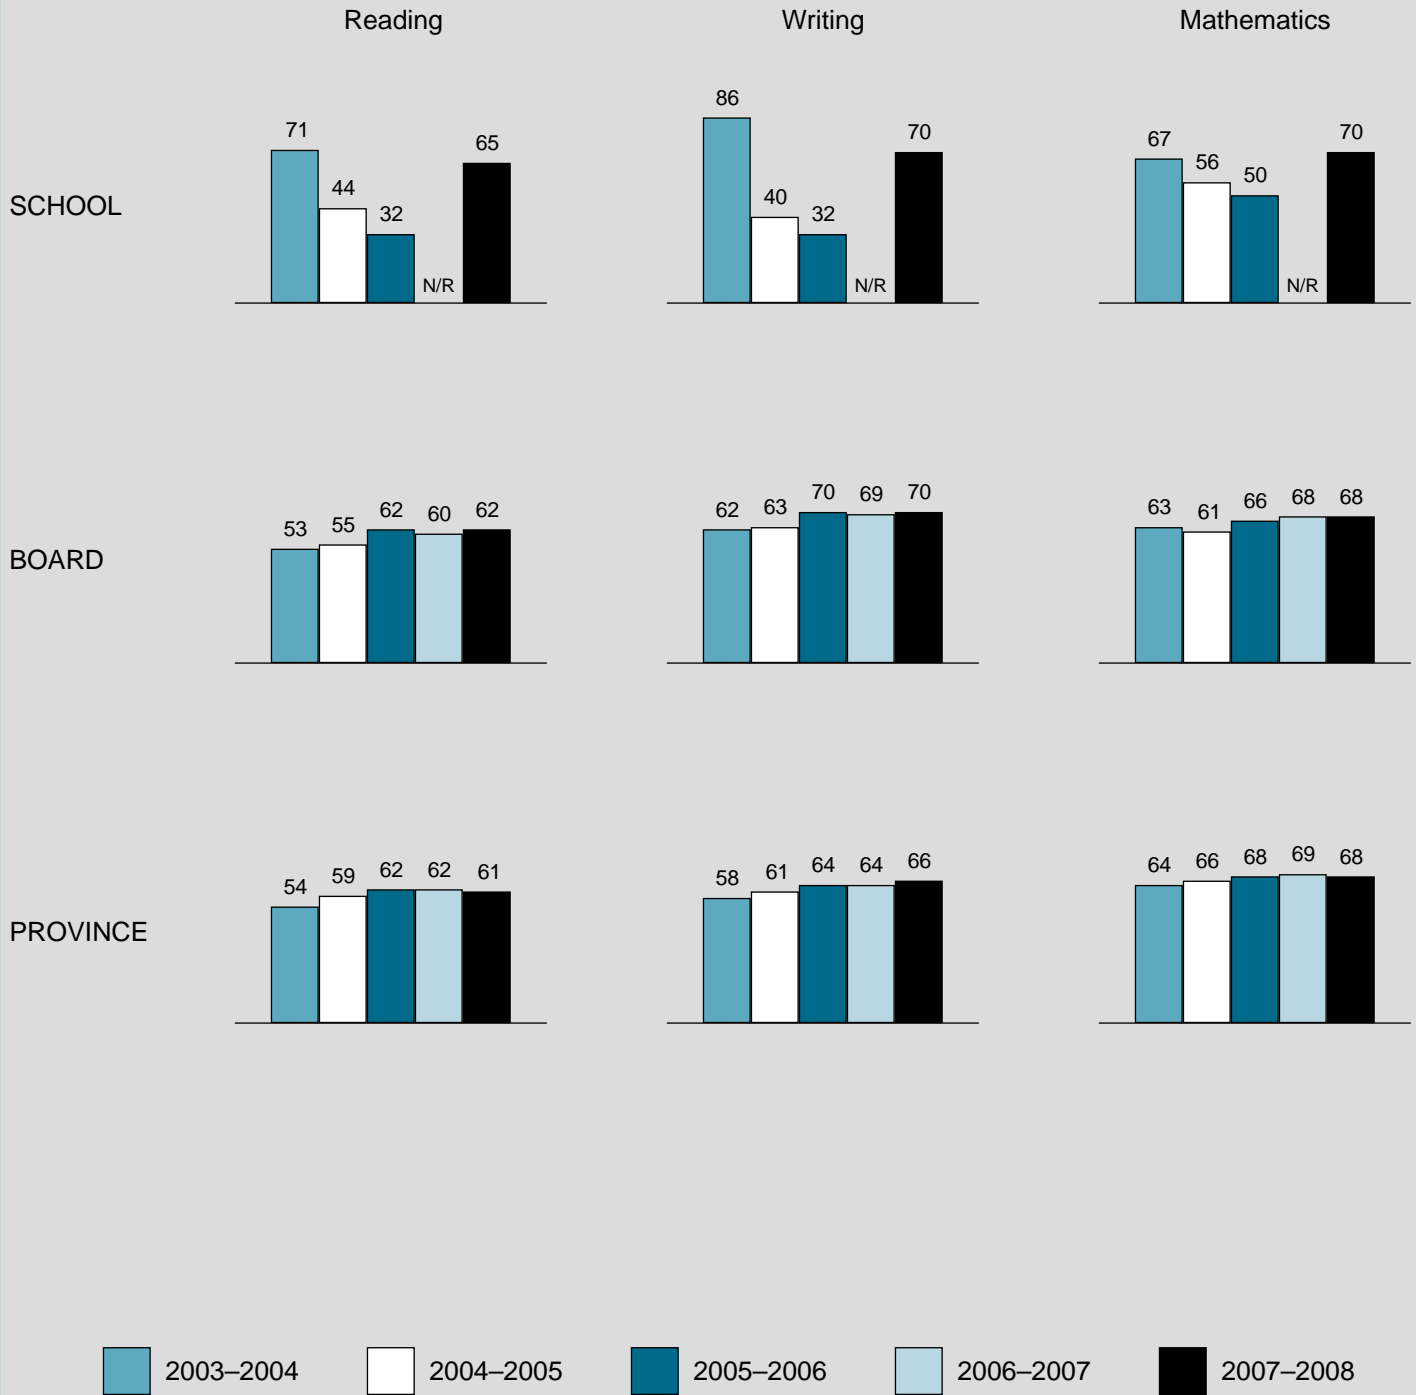 Reading Writing Mathematics
SCHOOL
71 44 32 N/R 65
86 40 32 N/R 70
67 56 50 N/R 70
BOARD
53 55 62 60 62
62 63 70 69 70
63 61 66 68 68
PROVINCE
54 59 62 62 61
58 61 64 64 66
64 66 68 69 68
2003–2004 2004–2005 2005–2006 2006–2007 2007–2008